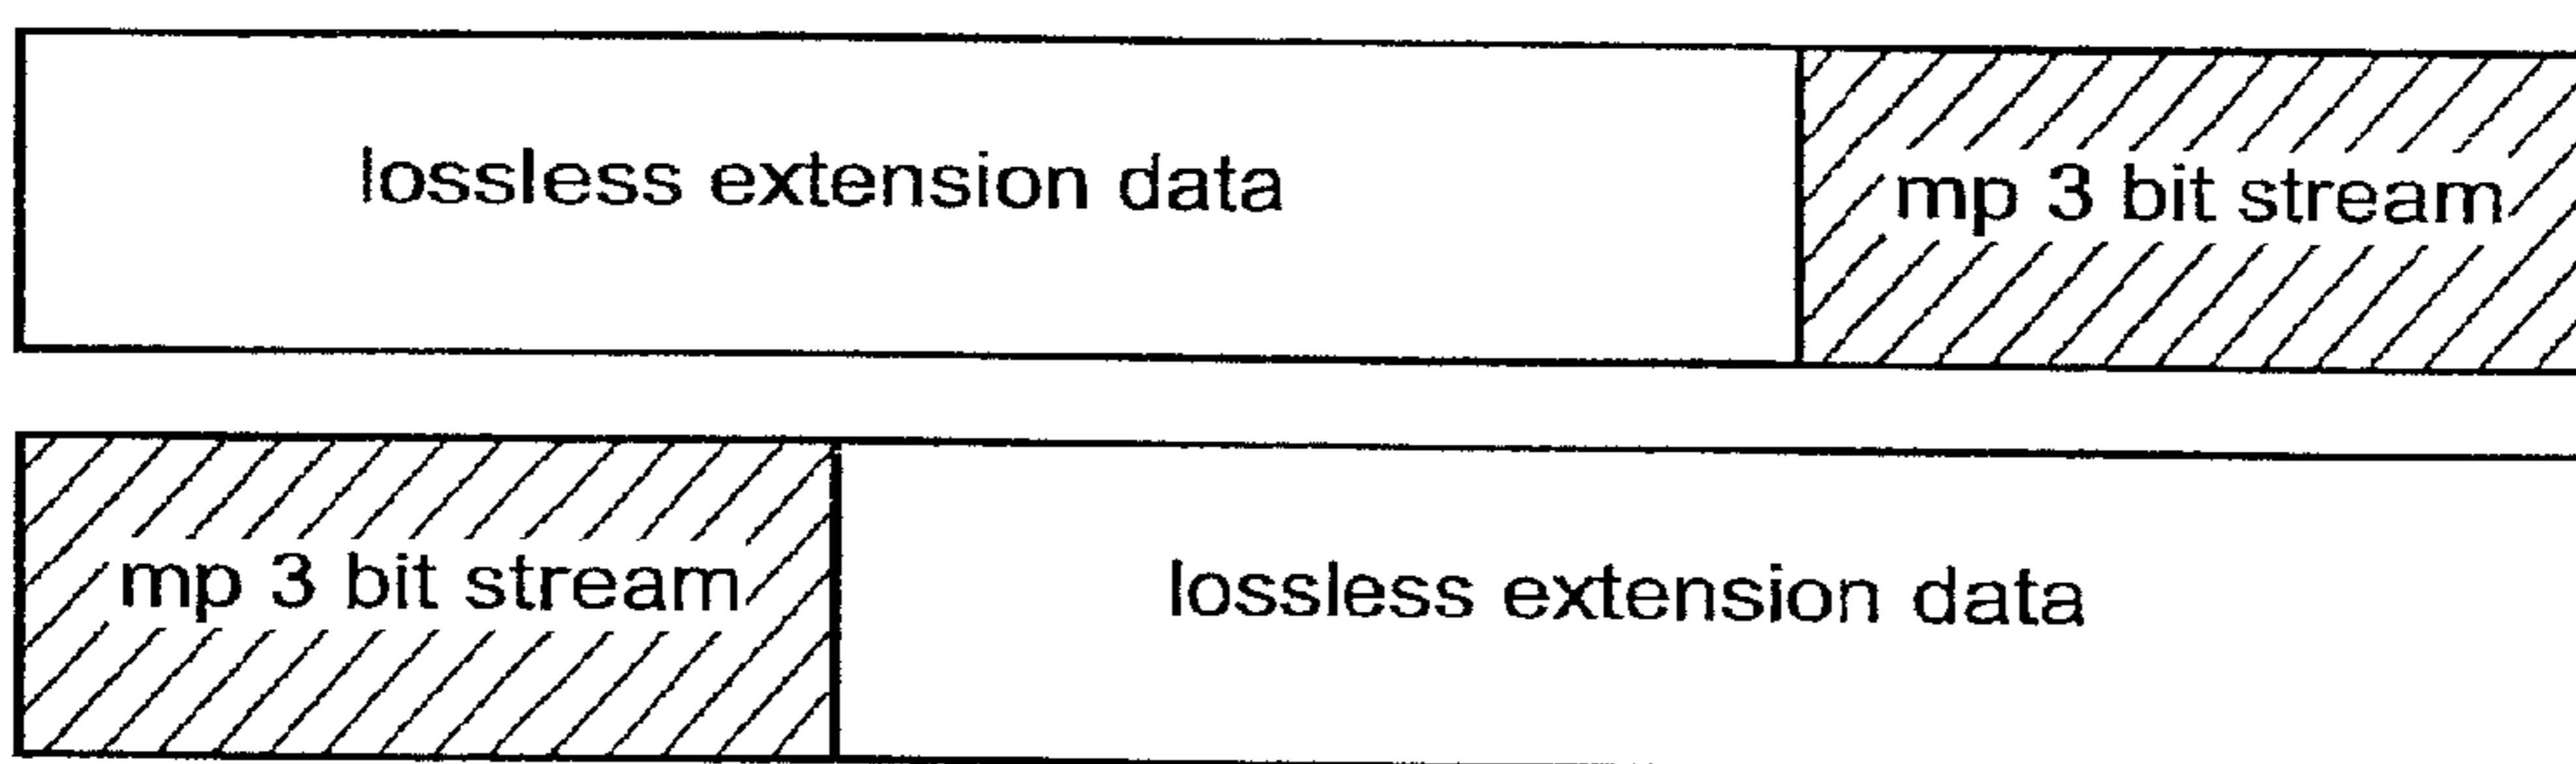 lossless extension data
mp 3 bit stream
mp 3 bit stream
lossless extension data